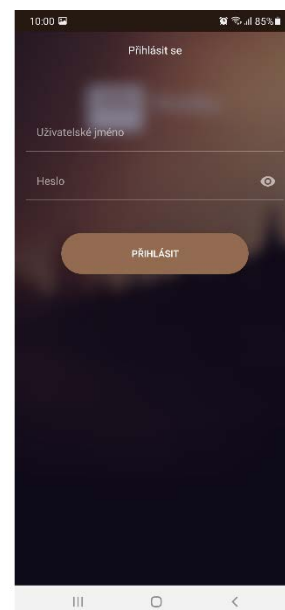 10:00 85%
Přihlásit se
Uživatelské jméno
Heslo
PŘIHLÁSIT